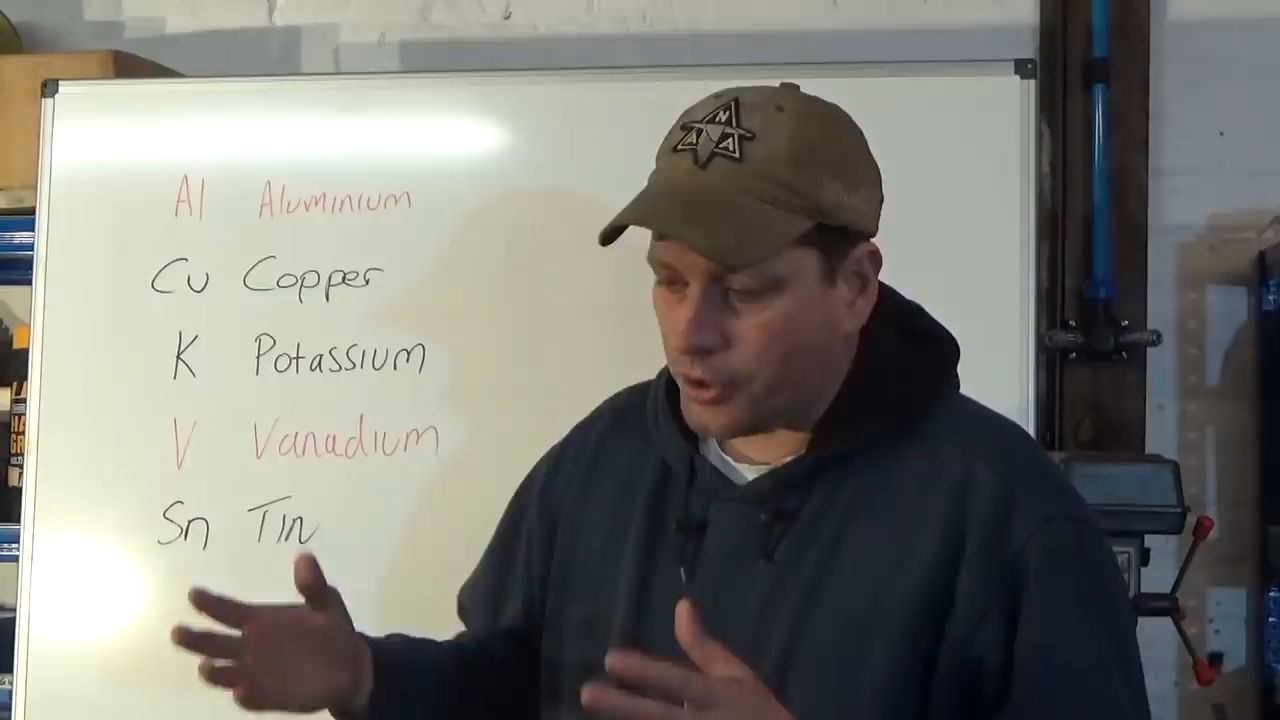 Al Aluminium
Cu Copper
K Potassium
V Vanadium
Sn Tin
N
A A